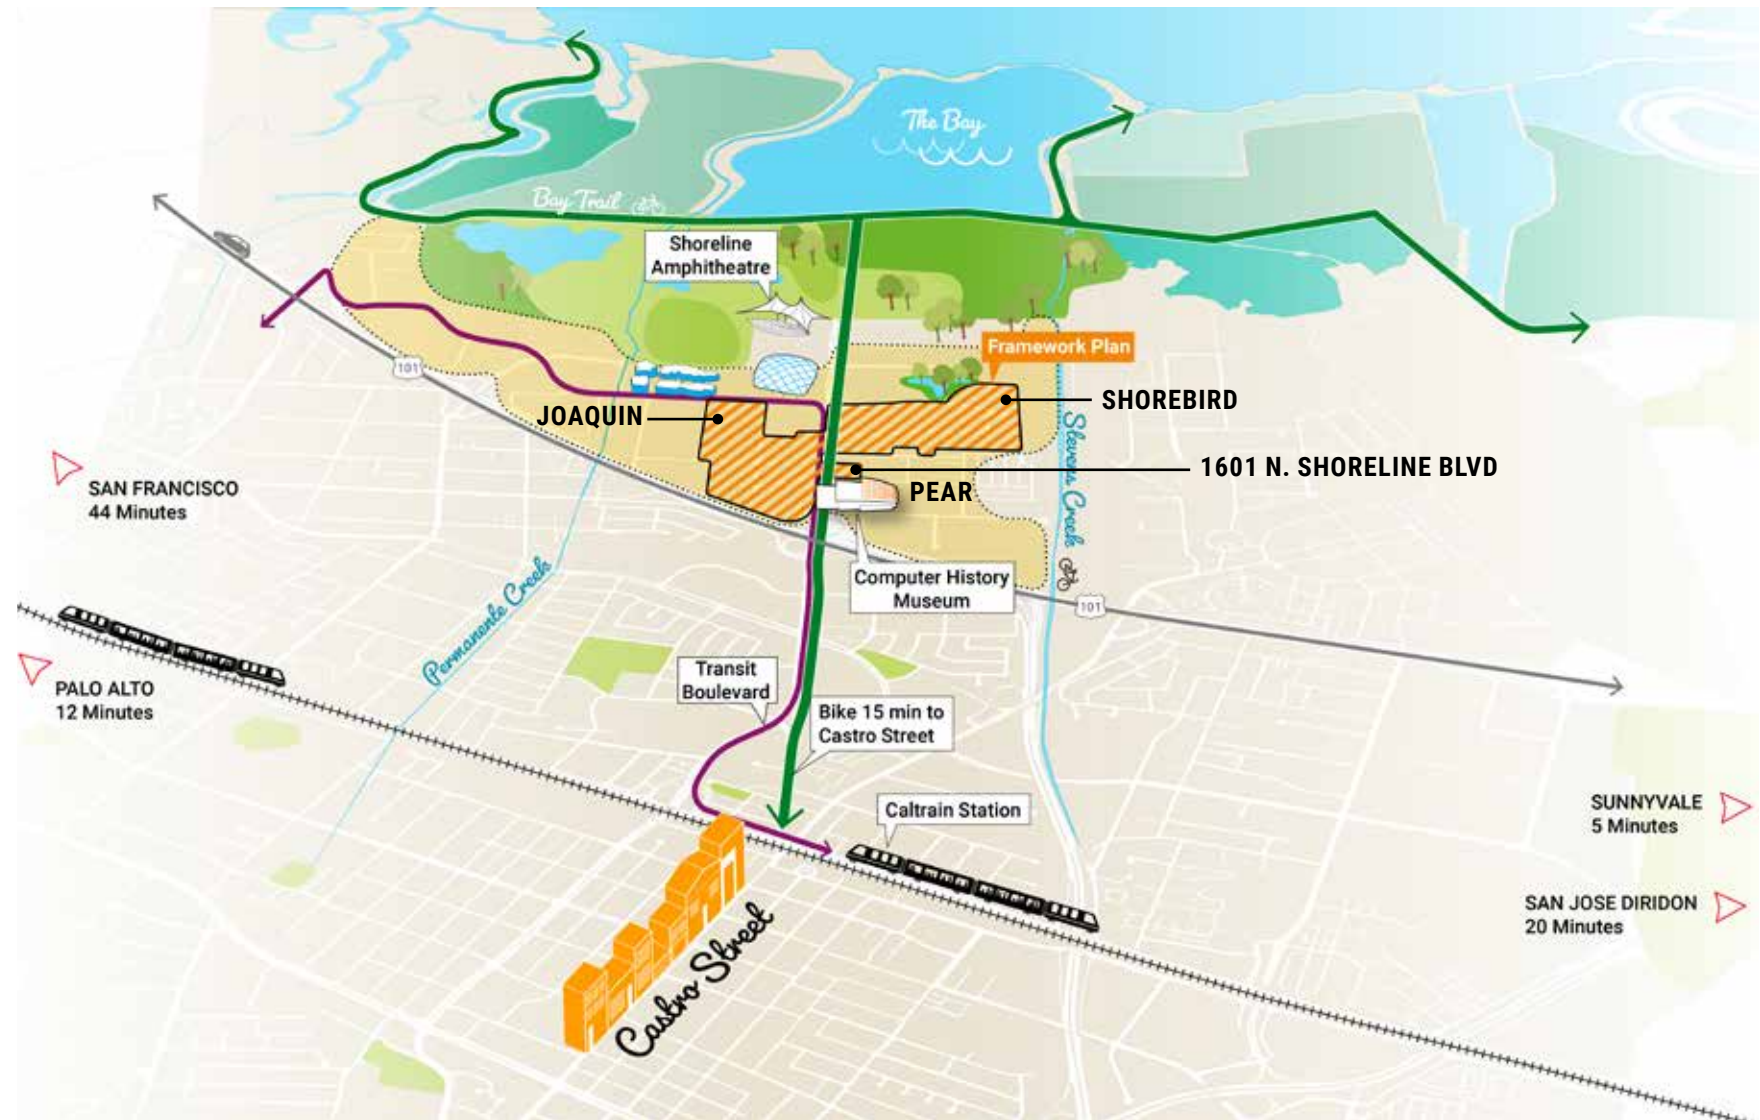 The Bay
Bay Trail
Shoreline
Amphitheatre
Framework Plan
101
JOAQUIN
SHOREBIRD
1601 N. SHORELINE BLVD
PEAR
Stevens Creek
SAN FRANCISCO
44 Minutes
Computer History
Museum
101
Permanente Creek
Transit
Boulevard
PALO ALTO
12 Minutes
Bike 15 min to
Castro Street
Caltrain Station
SUNNYVALE
5 Minutes
SAN JOSE DIRIDON
20 Minutes
Castro Street